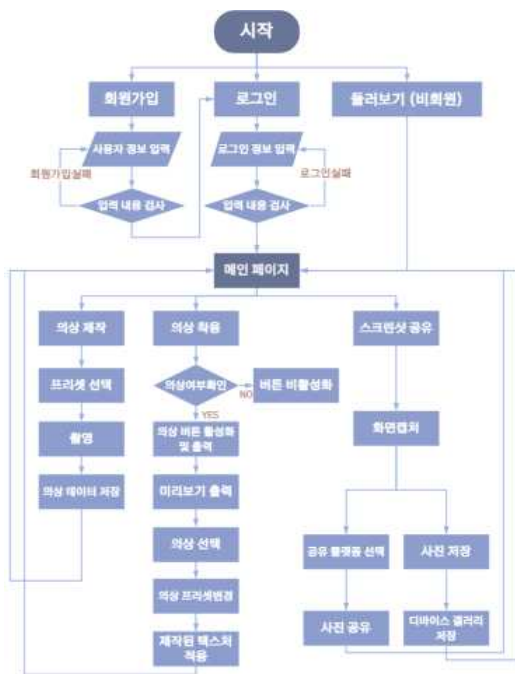 시작
회원가입
로그인
둘러보기 (비회원)
사용자 정보 입력
로그인 정보 입력
회원가입실패
로그인실패
입력 내용 검사
입력 내용 검사
메인 페이지
의상 제작
의상 착용
스크린샷 공유
프리셋 선택
의상여부확인
버튼 비활성화
NO
YES
촬영
의상 버튼 활성화
및 출력
화면캡처
의상 데이터 저장
미리보기 출력
의상 선택
공유 플랫폼 선택
사진 저장
의상 프리셋변경
사진 공유
디바이스 갤러리
저장
제작된 텍스처
적용